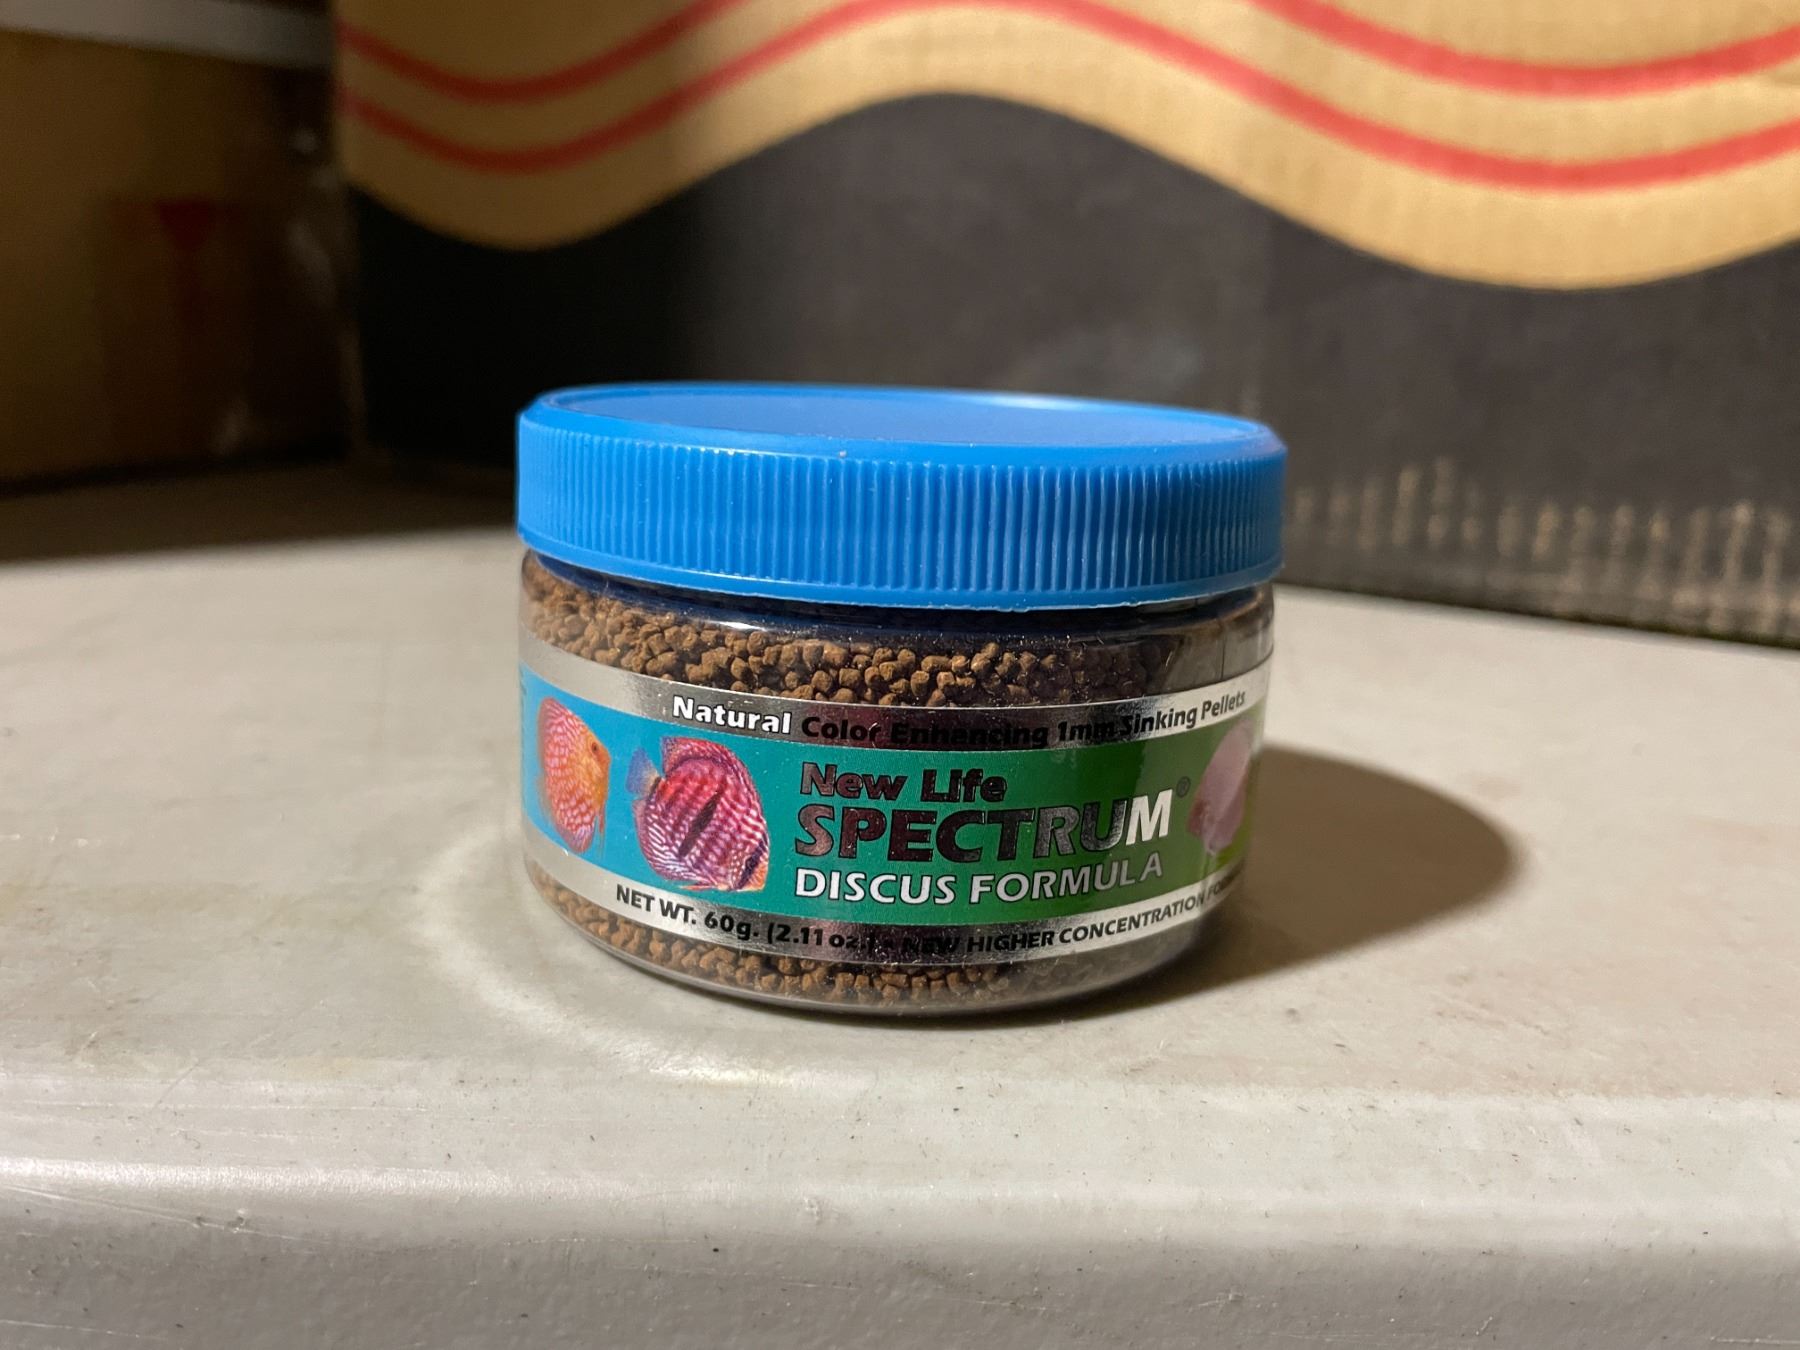 Natural Color Enhancing 1mm Sinking Pellets
New Life
SPECTRUM®
DISCUS FORMULA
NET WT. 60g. (2.11 oz.) • NEW HIGHER CONCENTRATION